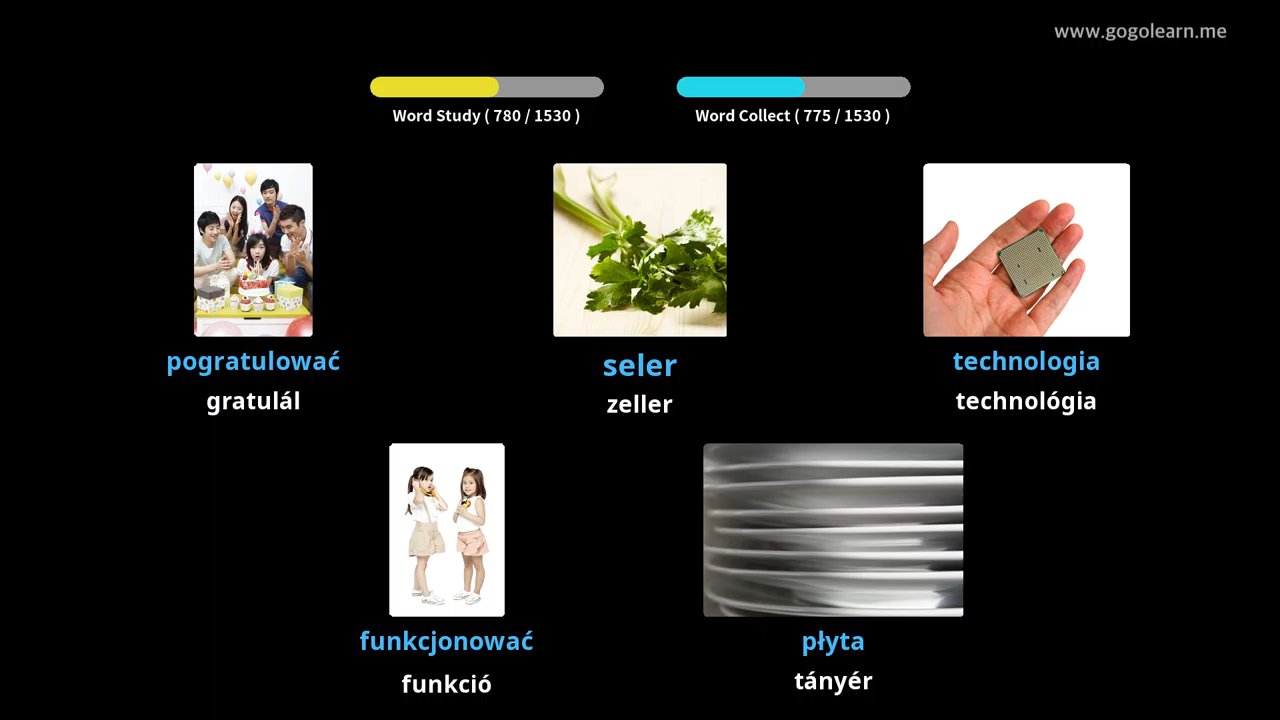 www.gogolearn.me
Word Study ( 780 / 1530 )
Word Collect ( 775 / 1530 )
pogratulować
gratulál
seler
zeller
technologia
technológia
funkcjonować
funkció
płyta
tányér